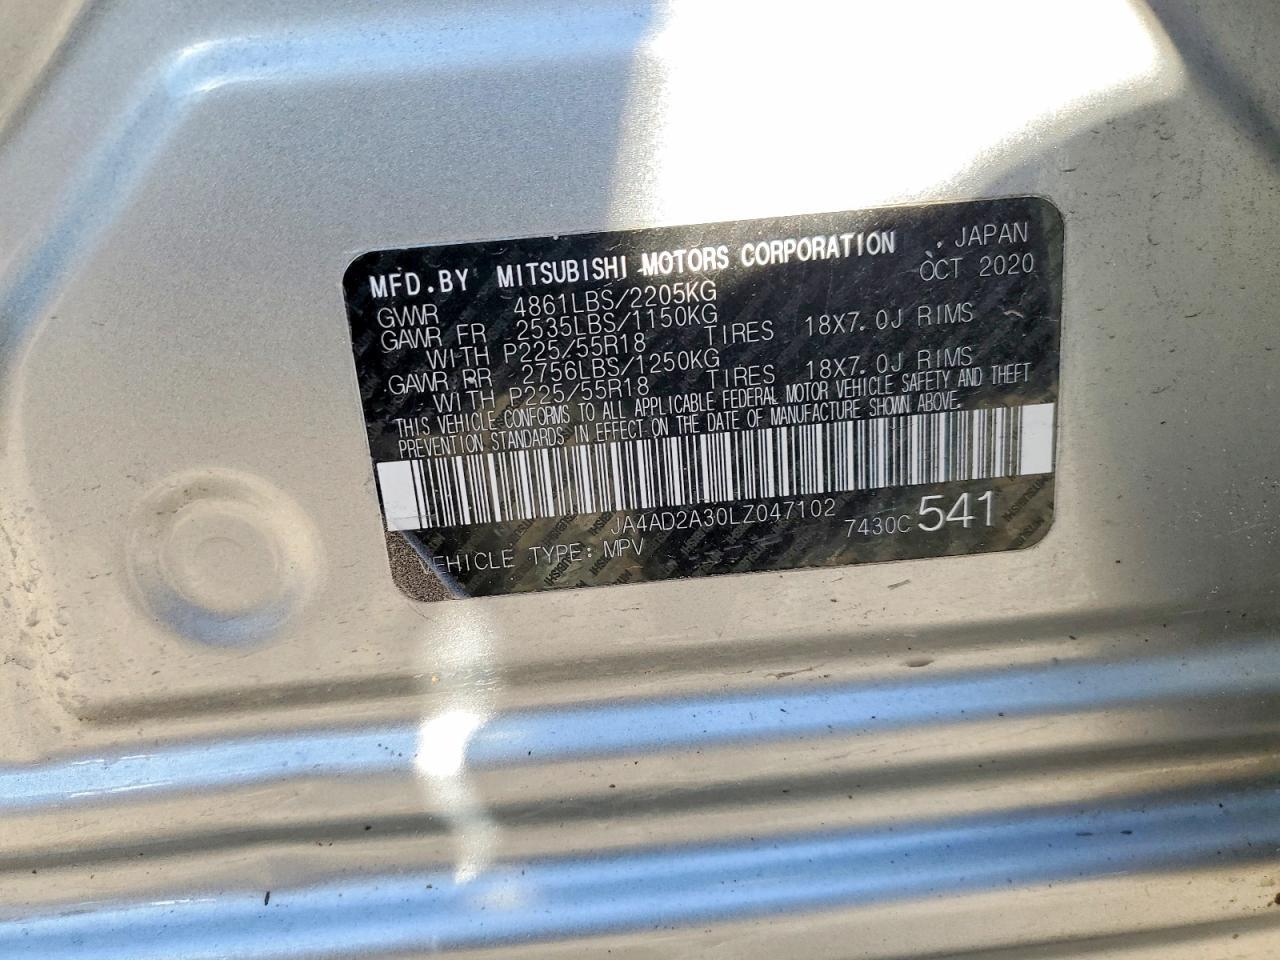 MFD.BY MITSUBISHI MOTORS CORPORATION . JAPAN
OCT 2020
GVWR 4861LBS/2205KG
GAWR FR 2535LBS/1150KG
WITH P225/55R18 TIRES 18X7.0J RIMS
GAWR RR 2756LBS/1250KG
WITH P225/55R18 TIRES 18X7.0J RIMS
THIS VEHICLE CONFORMS TO ALL APPLICABLE FEDERAL MOTOR VEHICLE SAFETY AND THEFT
PREVENTION STANDARDS IN EFFECT ON THE DATE OF MANUFACTURE SHOWN ABOVE.
JA4AD2A30LZ047102
7430C 541
EHICLE TYPE: MPV